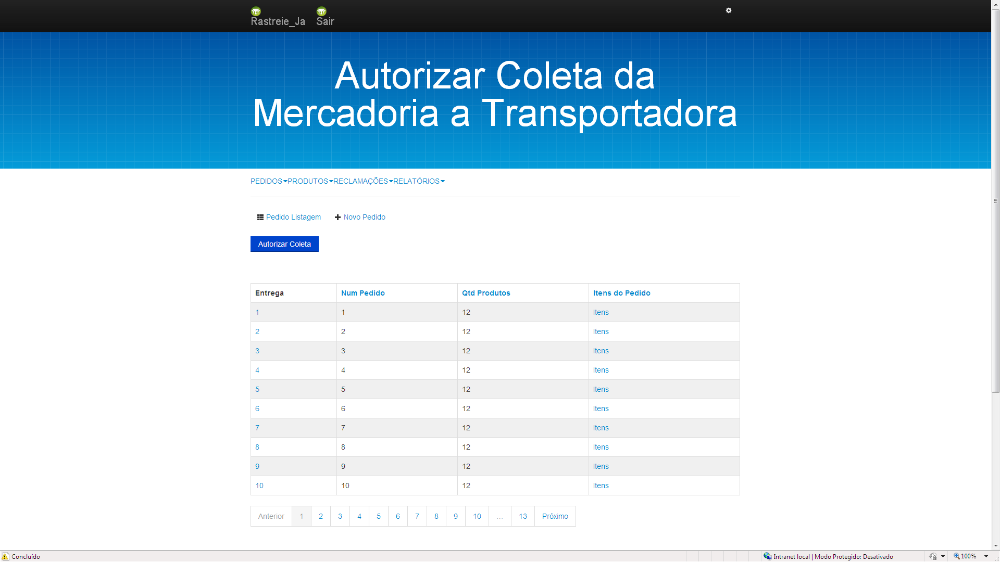 Rastreie_Ja Sair
Autorizar Coleta da
Mercadoria a Transportadora
PEDIDOS PRODUTOS RECLAMAÇÕES RELATÓRIOS
Pedido Listagem Novo Pedido
Autorizar Coleta
Entrega Num Pedido Qtd Produtos Itens do Pedido
1 1 12 Itens
2 2 12 Itens
3 3 12 Itens
4 4 12 Itens
5 5 12 Itens
6 6 12 Itens
7 7 12 Itens
8 8 12 Itens
9 9 12 Itens
10 10 12 Itens
Anterior 1 2 3 4 5 6 7 8 9 10 ... 13 Próximo
Concluído Intranet local | Modo Protegido: Desativado 100%